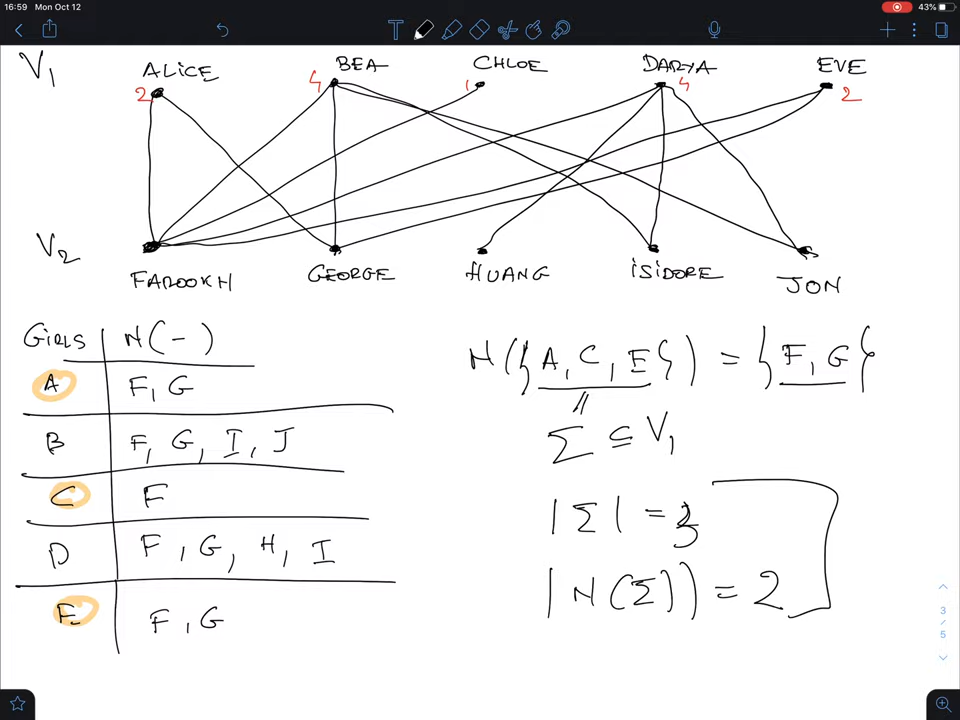 16:59 Mon Oct 12
43%
V1
ALICE BEA CHLOE DARYA EVE
2 4 1 4 2
V2
FAROOKH GEORGE HUANG ISIDORE JON
GIRLS N(-)
A F, G
B F, G, I, J
C F
D F, G, H, I
E F, G
N({A, C, E}) = {F, G}
Σ ⊆ V1
|Σ| = 3
|N(Σ)| = 2
3
/
5